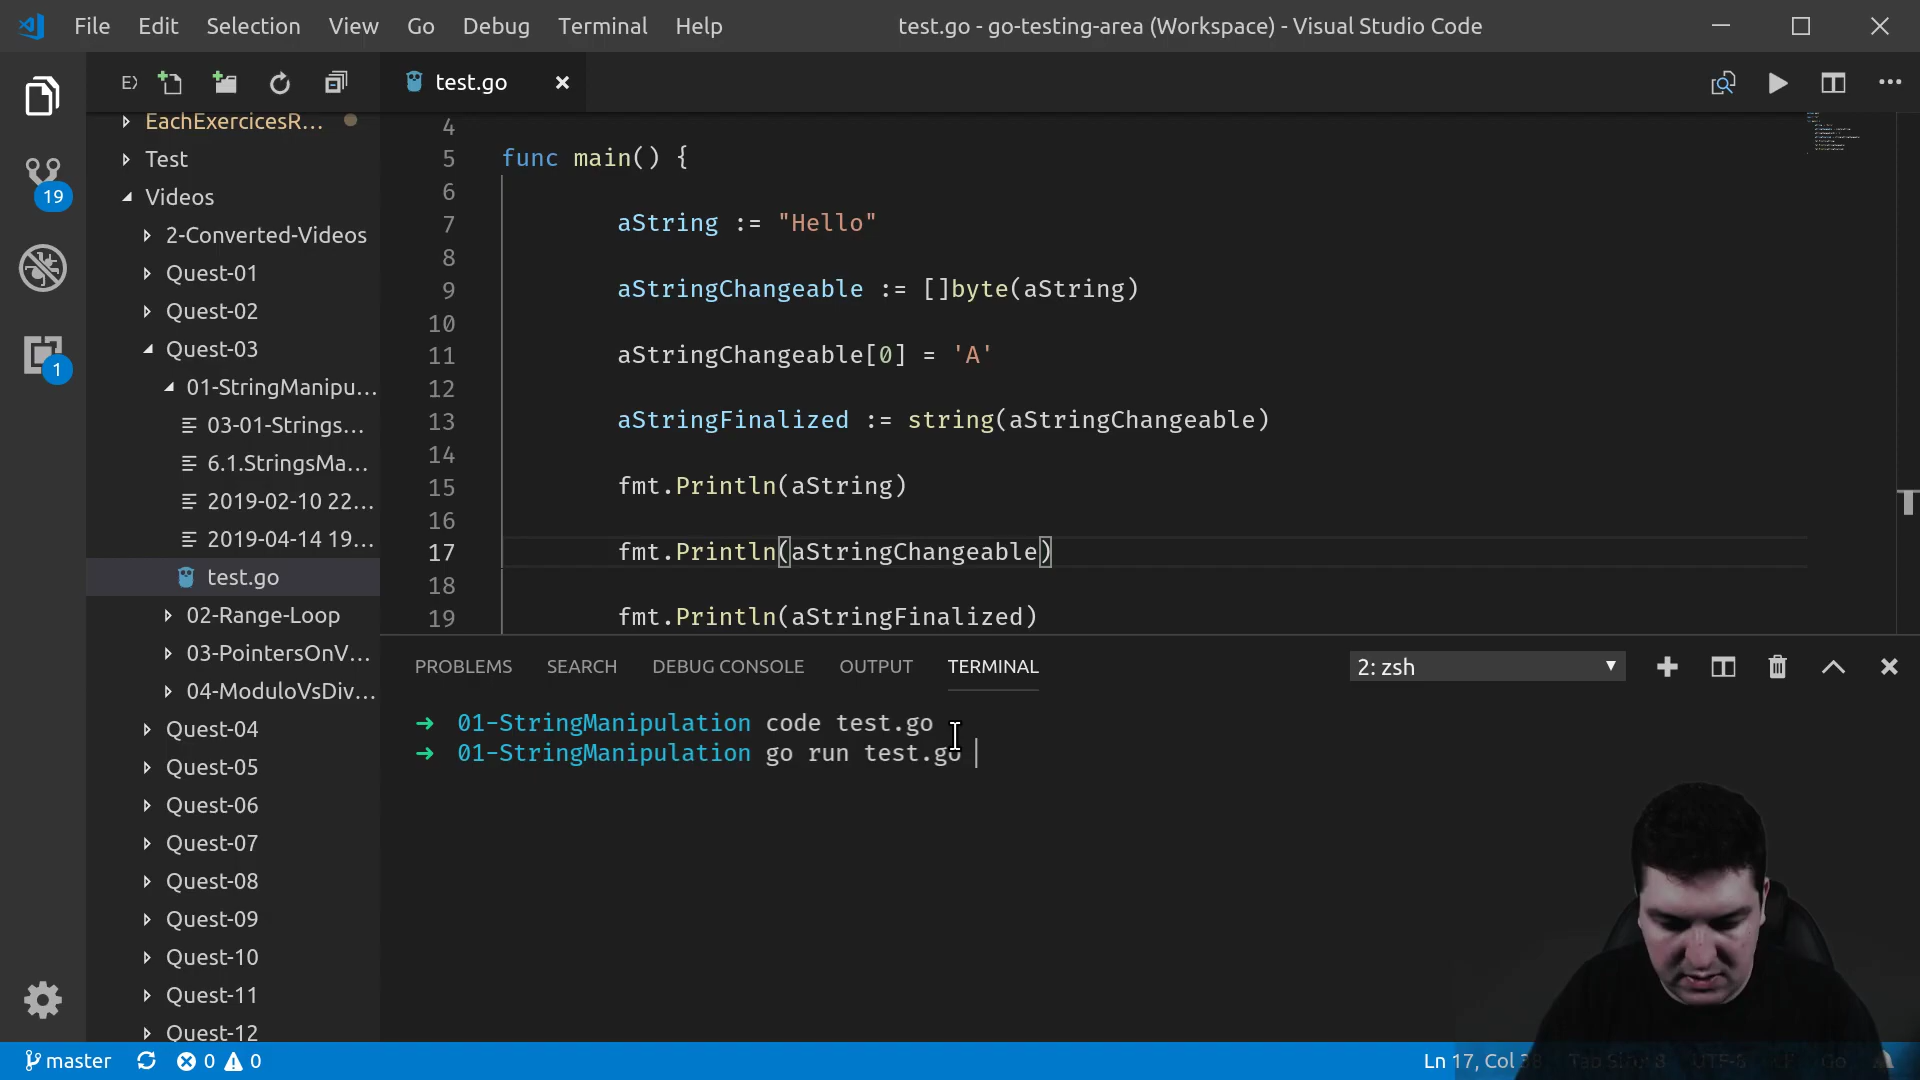 File Edit Selection View Go Debug Terminal Help
test.go - go-testing-area (Workspace) - Visual Studio Code
test.go
EachExercicesR...
Test
Videos
2-Converted-Videos
Quest-01
Quest-02
Quest-03
01-StringManipu...
03-01-Strings...
6.1.StringsMa...
2019-02-10 22...
2019-04-14 19...
test.go
02-Range-Loop
03-PointersOnV...
04-ModuloVsDiv...
Quest-04
Quest-05
Quest-06
Quest-07
Quest-08
Quest-09
Quest-10
Quest-11
Quest-12
19
1
4
5 func main() {
6
7 aString := "Hello"
8
9 aStringChangeable := []byte(aString)
10
11 aStringChangeable[0] = 'A'
12
13 aStringFinalized := string(aStringChangeable)
14
15 fmt.Println(aString)
16
17 fmt.Println(aStringChangeable)
18
19 fmt.Println(aStringFinalized)
PROBLEMS SEARCH DEBUG CONSOLE OUTPUT TERMINAL
2: zsh
➜ 01-StringManipulation code test.go
➜ 01-StringManipulation go run test.go
master 0 0
Ln 17, Col 38 Tab Size: 8 UTF-8 Go